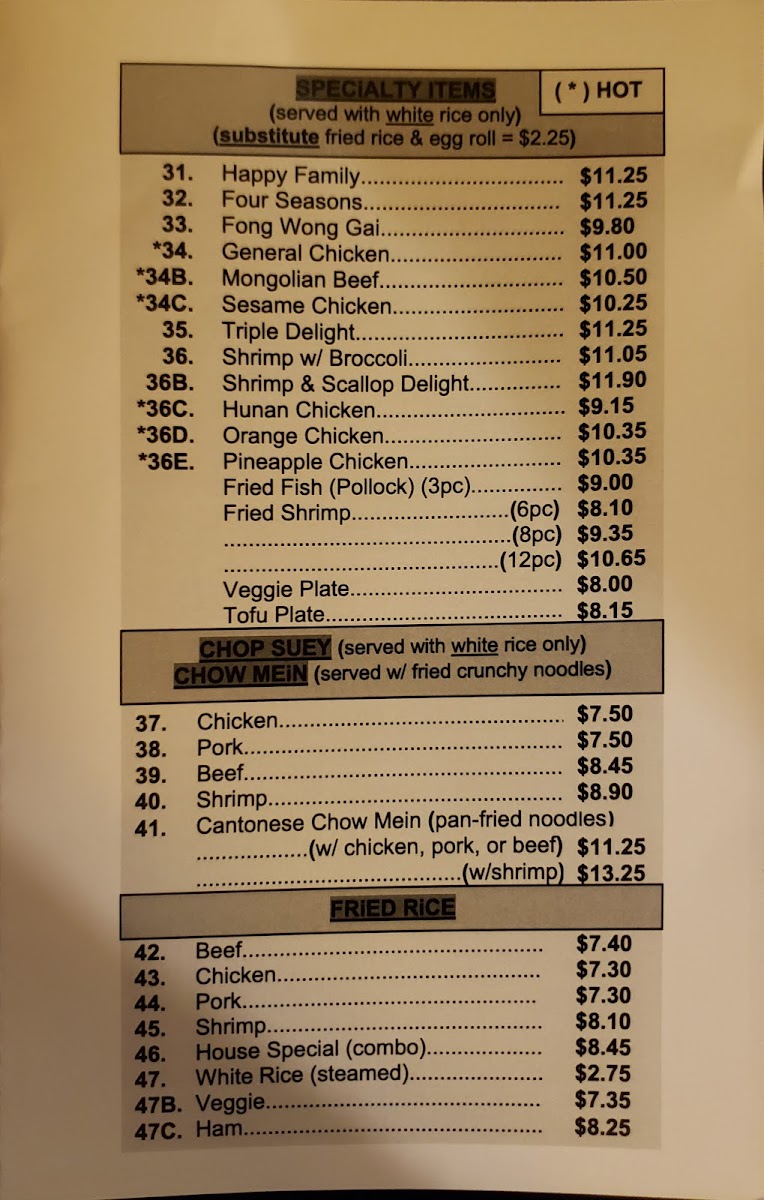 SPECiALTY iTEMS
( * ) HOT
(served with white rice only)
(substitute fried rice & egg roll = $2.25)
31. Happy Family.............................. $11.25
32. Four Seasons.............................. $11.25
33. Fong Wong Gai........................... $9.80
*34. General Chicken.......................... $11.00
*34B. Mongolian Beef........................... $10.50
*34C. Sesame Chicken......................... $10.25
35. Triple Delight.............................. $11.25
36. Shrimp w/ Broccoli....................... $11.05
36B. Shrimp & Scallop Delight.............. $11.90
*36C. Hunan Chicken............................ $9.15
*36D. Orange Chicken.......................... $10.35
*36E. Pineapple Chicken....................... $10.35
Fried Fish (Pollock) (3pc).............. $9.00
Fried Shrimp........................(6pc) $8.10
...........................................(8pc) $9.35
.........................................(12pc) $10.65
Veggie Plate................................ $8.00
Tofu Plate................................... $8.15
CHOP SUEY (served with white rice only)
CHOW MEiN (served w/ fried crunchy noodles)
37. Chicken........................................... $7.50
38. Pork................................................ $7.50
39. Beef................................................ $8.45
40. Shrimp............................................ $8.90
41. Cantonese Chow Mein (pan-fried noodles)
................(w/ chicken, pork, or beef) $11.25
.......................................(w/shrimp) $13.25
FRiED RiCE
42. Beef............................................. $7.40
43. Chicken........................................ $7.30
44. Pork............................................. $7.30
45. Shrimp.......................................... $8.10
46. House Special (combo)................. $8.45
47. White Rice (steamed).................... $2.75
47B. Veggie.......................................... $7.35
47C. Ham.............................................. $8.25